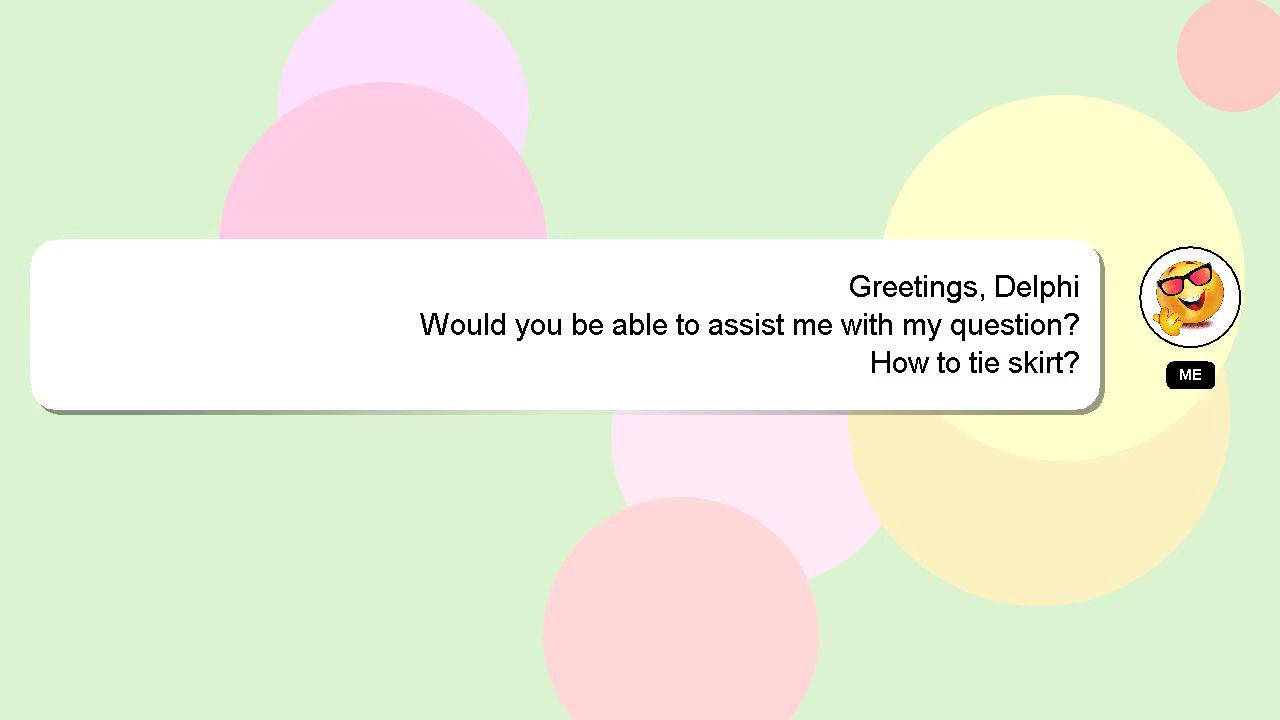 Greetings, Delphi
Would you be able to assist me with my question?
How to tie skirt?
ME